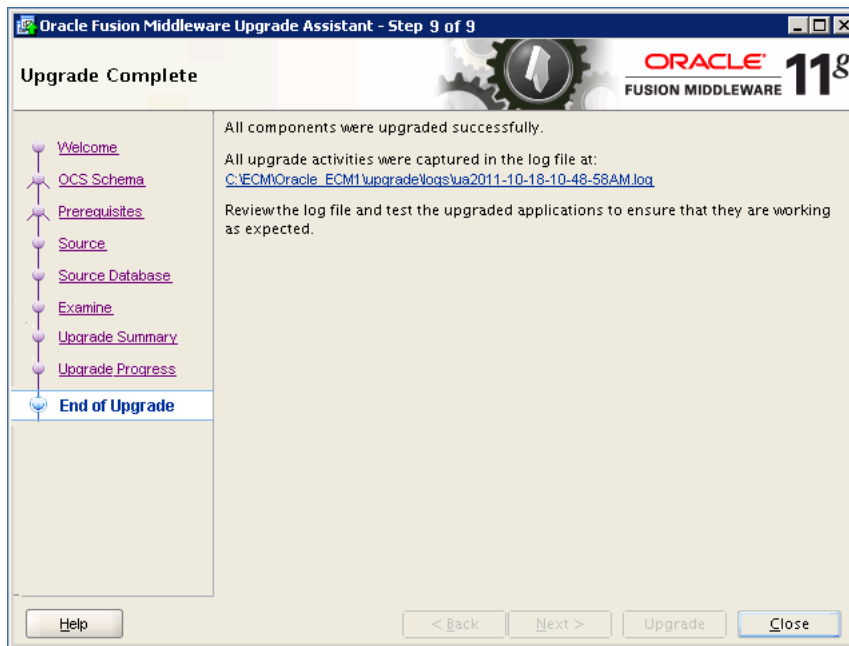 Oracle Fusion Middleware Upgrade Assistant - Step 9 of 9
Upgrade Complete
ORACLE®
FUSION MIDDLEWARE
11g
Welcome
OCS Schema
Prerequisites
Source
Source Database
Examine
Upgrade Summary
Upgrade Progress
End of Upgrade
All components were upgraded successfully.
All upgrade activities were captured in the log file at:
C:\ECM\Oracle_ECM1\upgrade\logs\ua2011-10-18-10-48-58AM.log
Review the log file and test the upgraded applications to ensure that they are working
as expected.
Help
< Back
Next >
Upgrade
Close